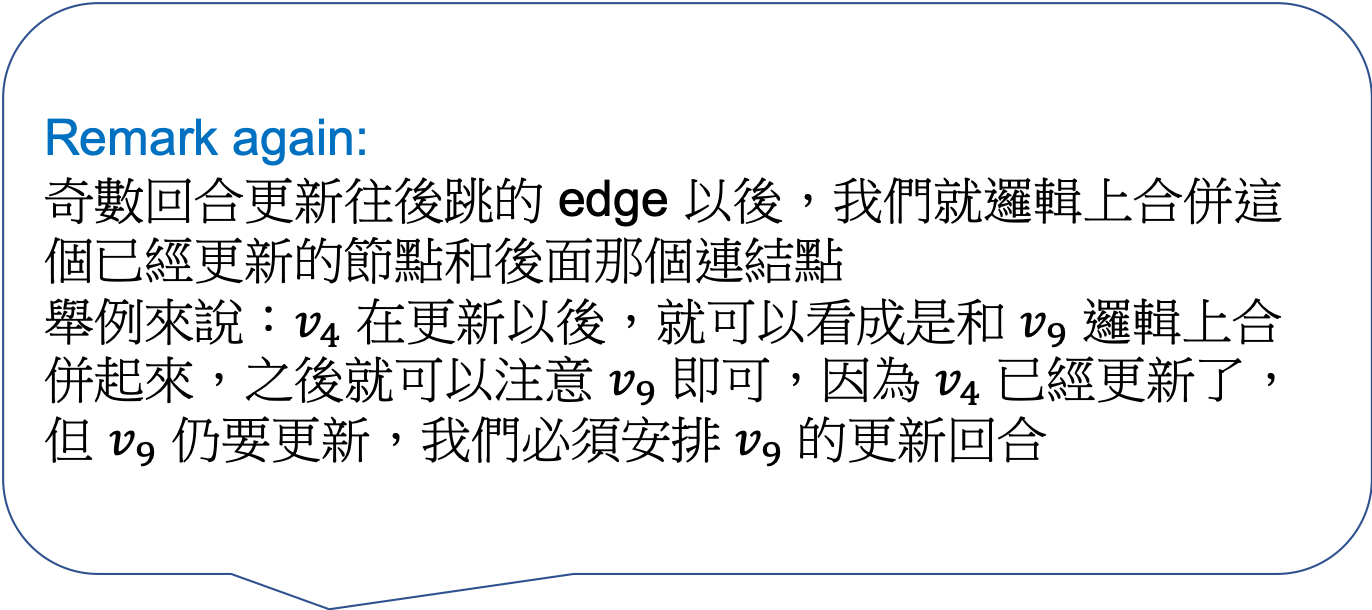 Remark again:
奇數回合更新往後跳的 edge 以後，我們就邏輯上合併這
個已經更新的節點和後面那個連結點
舉例來說：v₄ 在更新以後，就可以看成是和 v₉ 邏輯上合
併起來，之後就可以注意 v₉ 即可，因為 v₄ 已經更新了，
但 v₉ 仍要更新，我們必須安排 v₉ 的更新回合